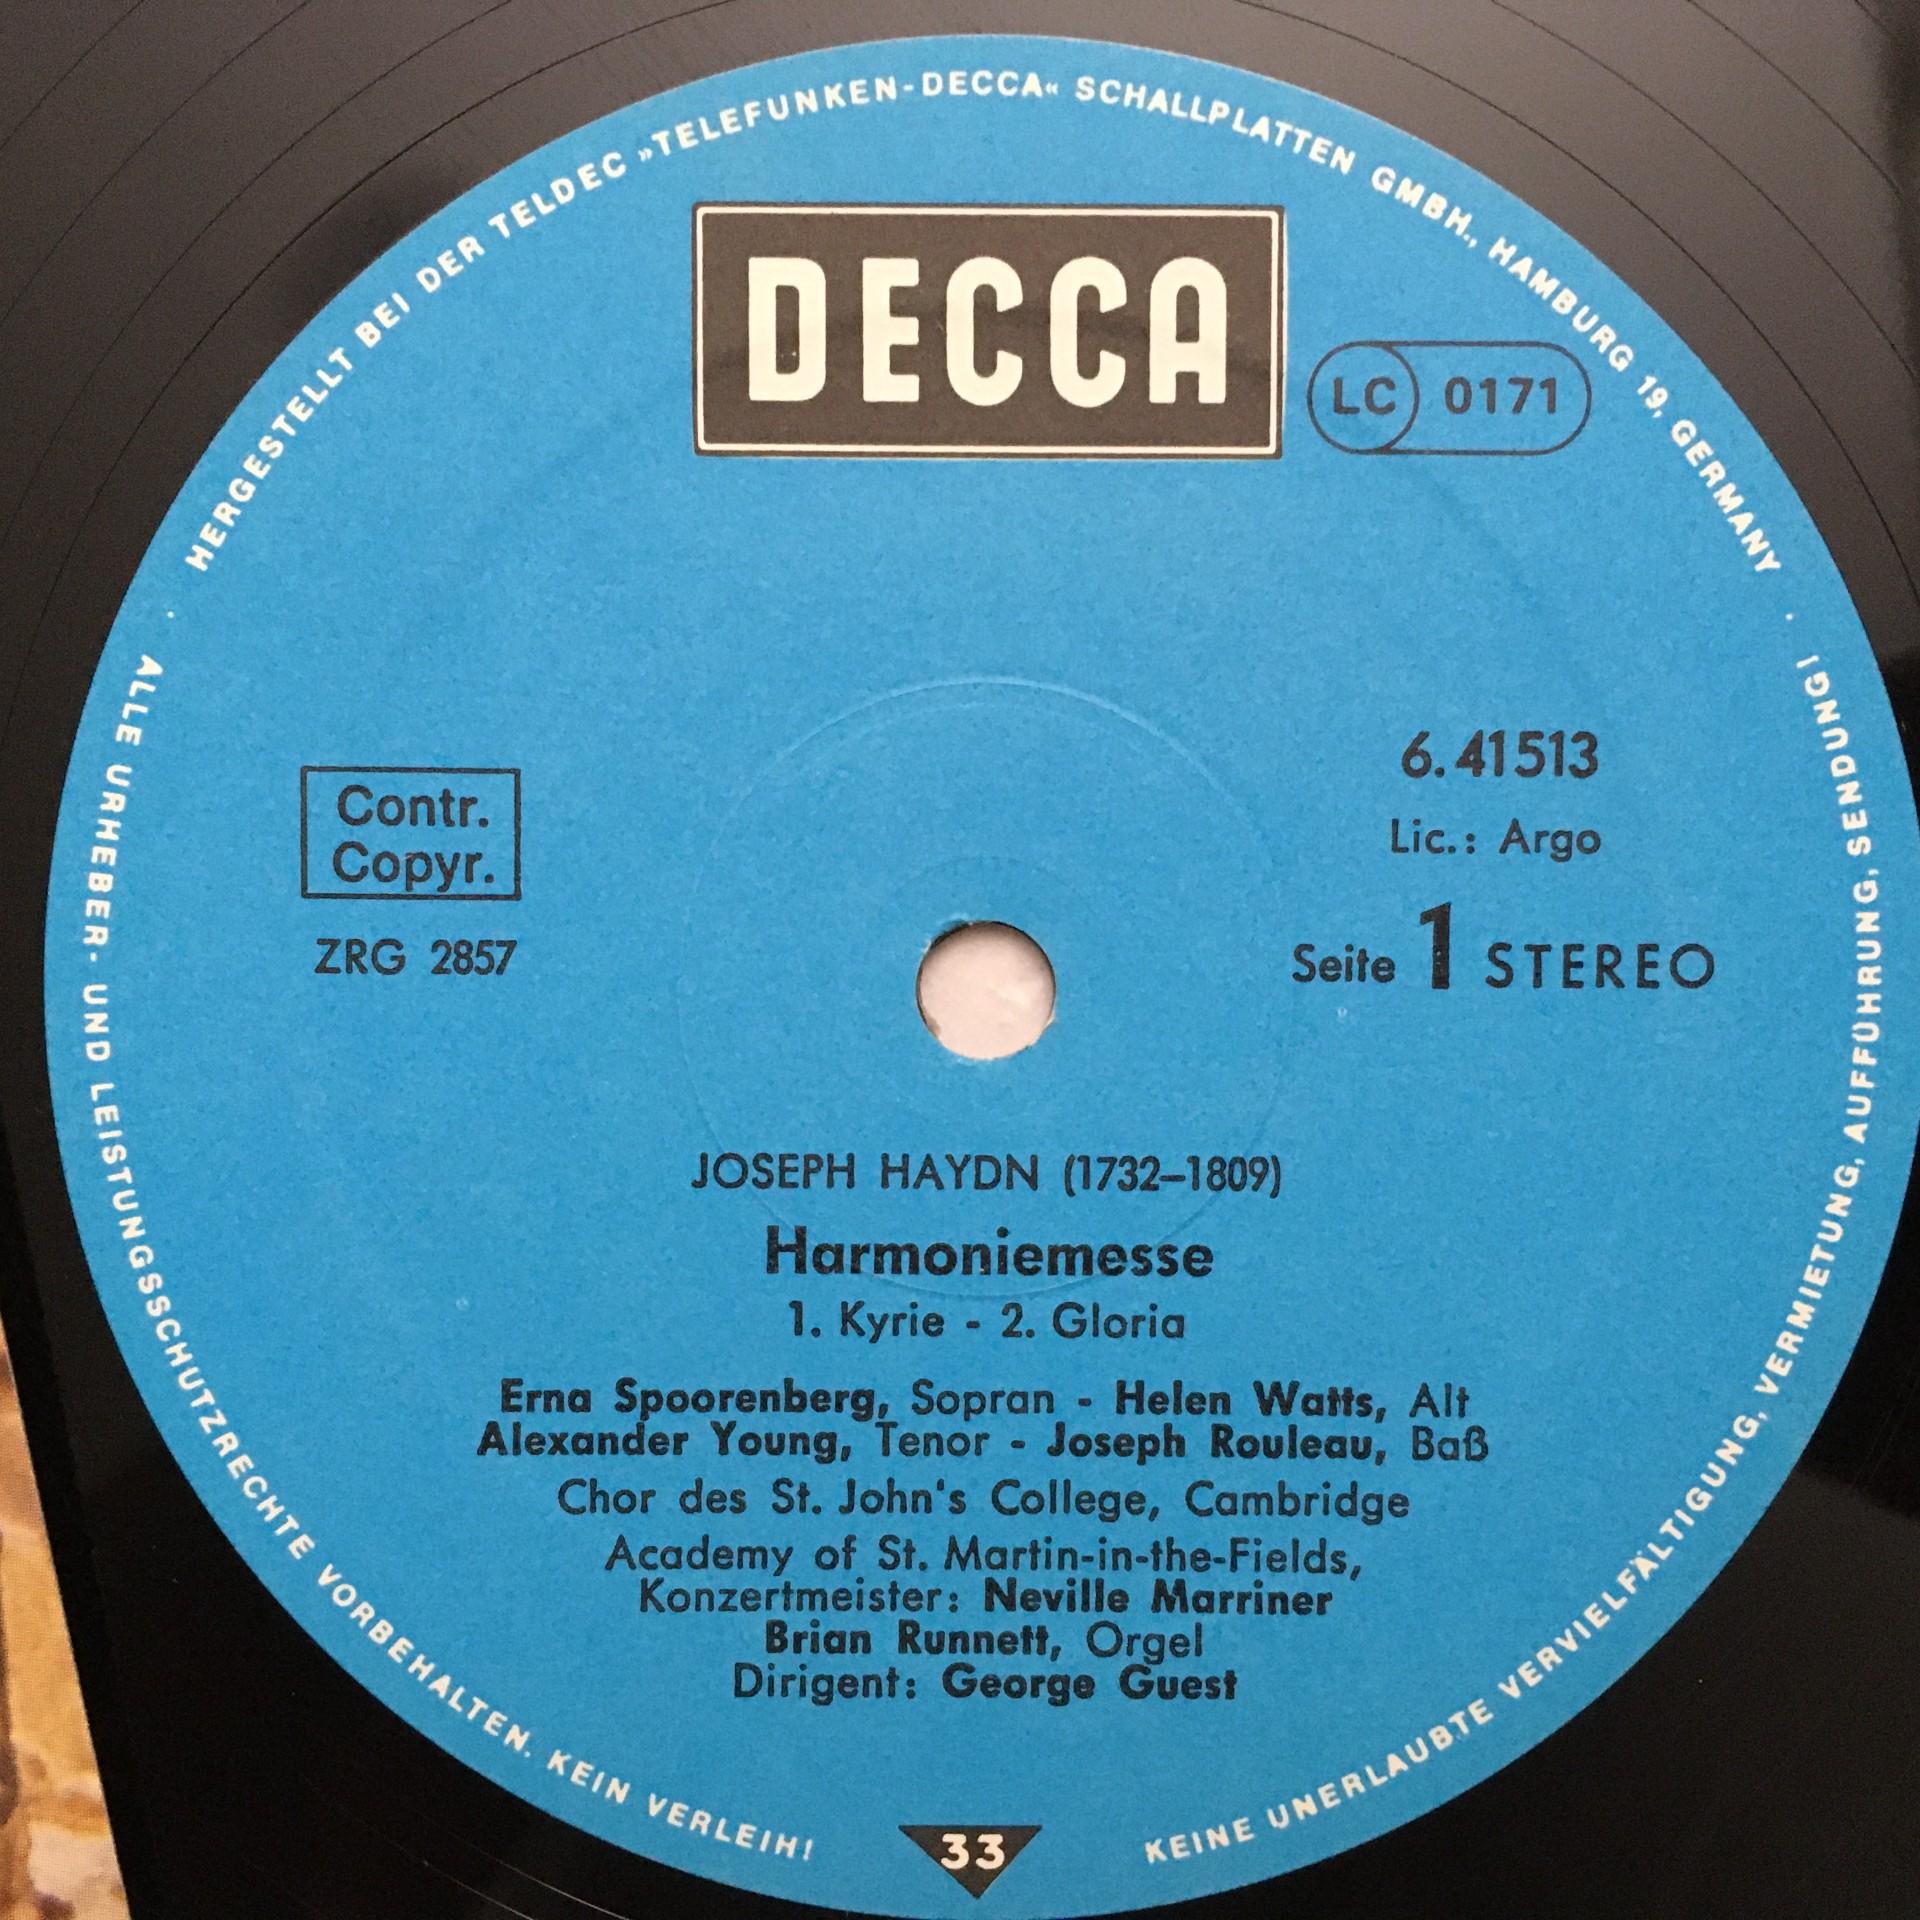 HERGESTELLT BEI DER TELDEC »TELEFUNKEN-DECCA« SCHALLPLATTEN GMBH., HAMBURG 19, GERMANY
DECCA
LC 0171
6.41513
Lic.: Argo
Contr.
Copyr.
ZRG 2857
Seite 1 STEREO
JOSEPH HAYDN (1732–1809)
Harmoniemesse
1. Kyrie - 2. Gloria
Erna Spoorenberg, Sopran - Helen Watts, Alt
Alexander Young, Tenor - Joseph Rouleau, Baß
Chor des St. John's College, Cambridge
Academy of St. Martin-in-the-Fields,
Konzertmeister: Neville Marriner
Brian Runnett, Orgel
Dirigent: George Guest
33
ALLE URHEBER- UND LEISTUNGSSCHUTZRECHTE VORBEHALTEN. KEIN VERLEIH!
KEINE UNERLAUBTE VERVIELFÄLTIGUNG, VERMIETUNG, AUFFÜHRUNG, SENDUNG!